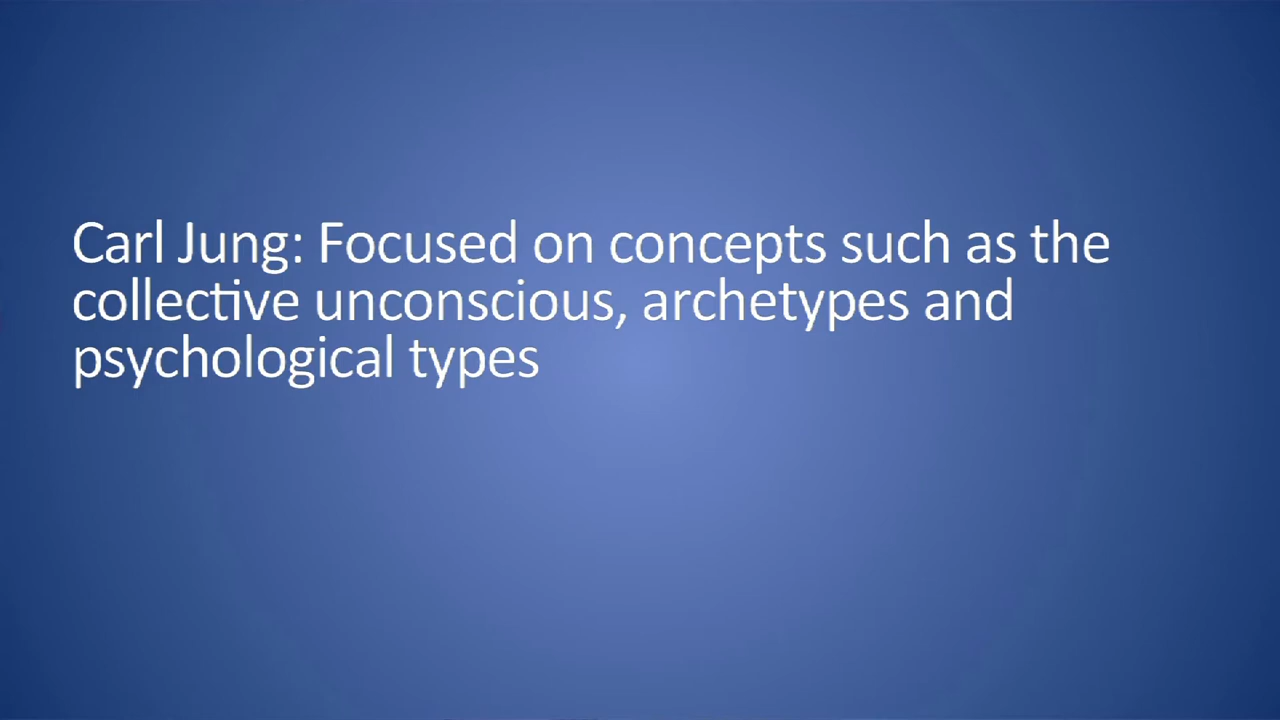 Carl Jung: Focused on concepts such as the
collective unconscious, archetypes and
psychological types